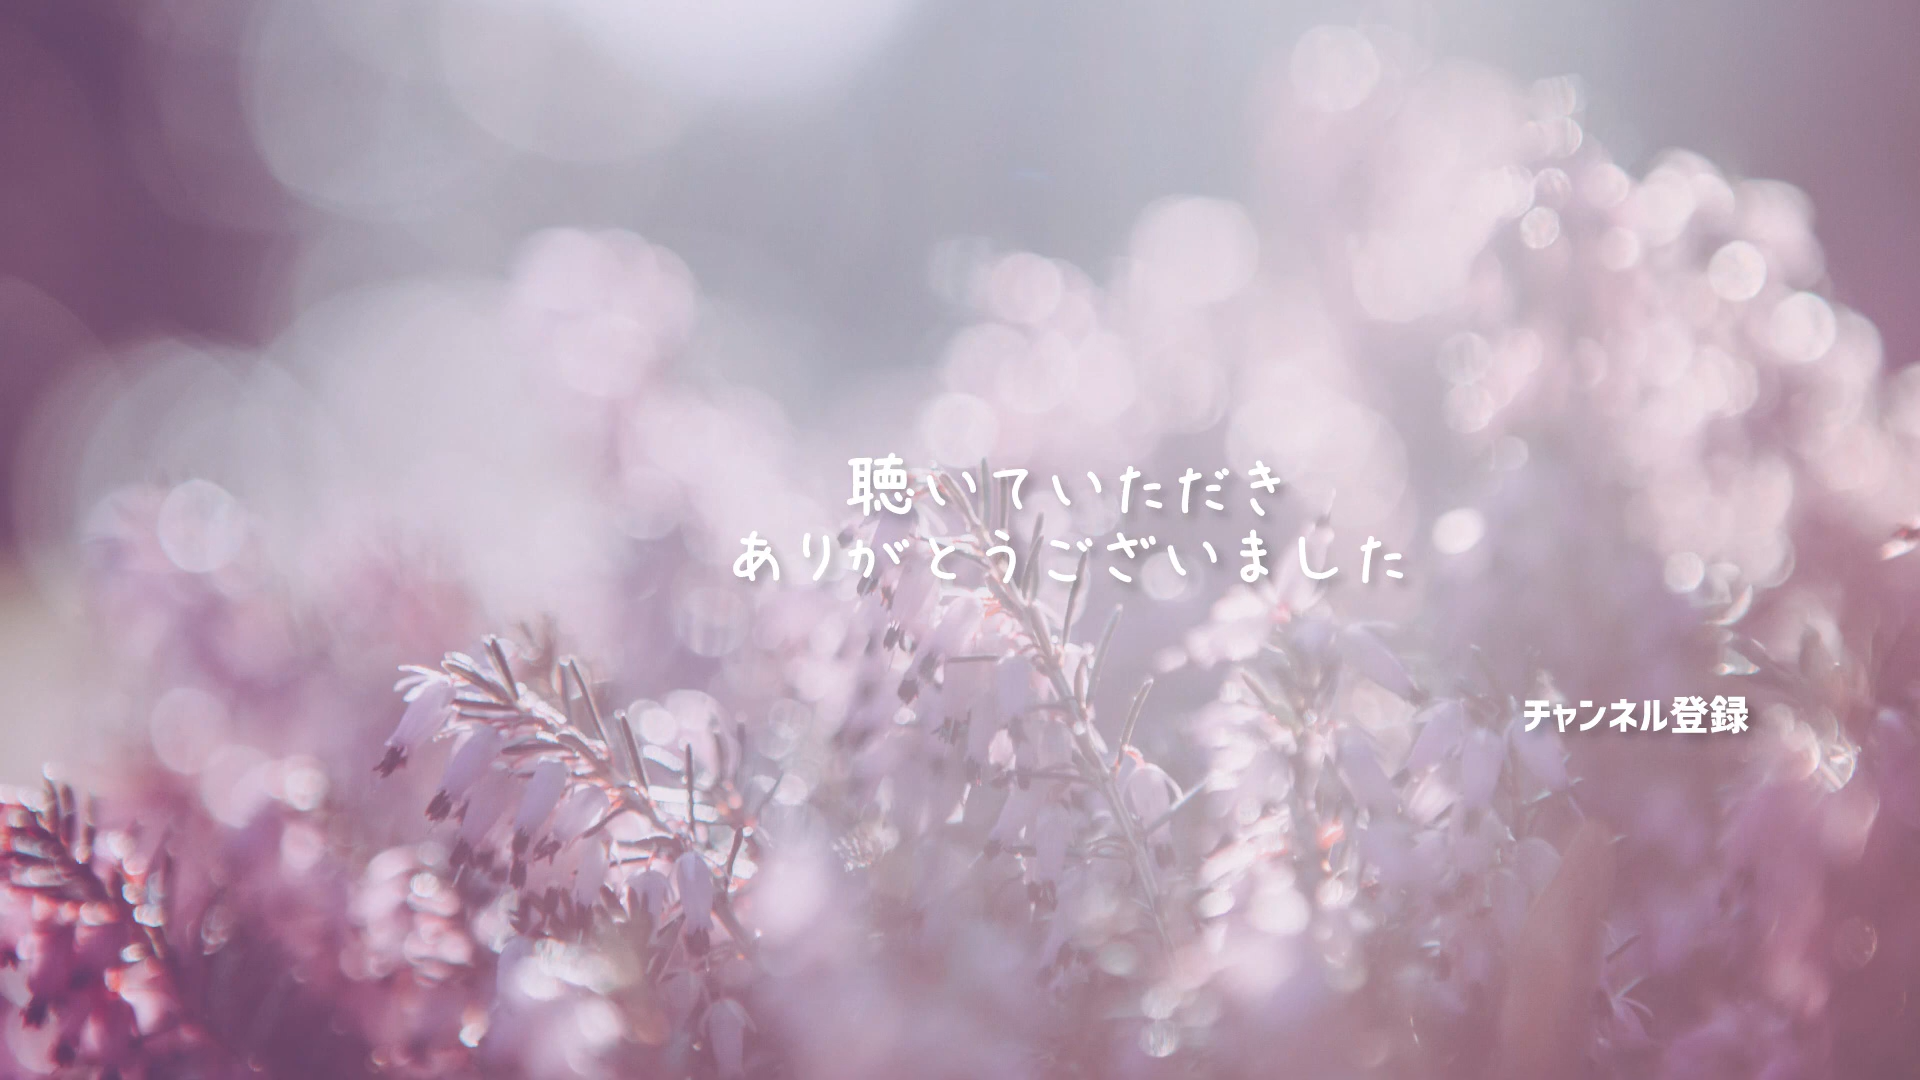 聴いていただき
ありがとうございました
チャンネル登録